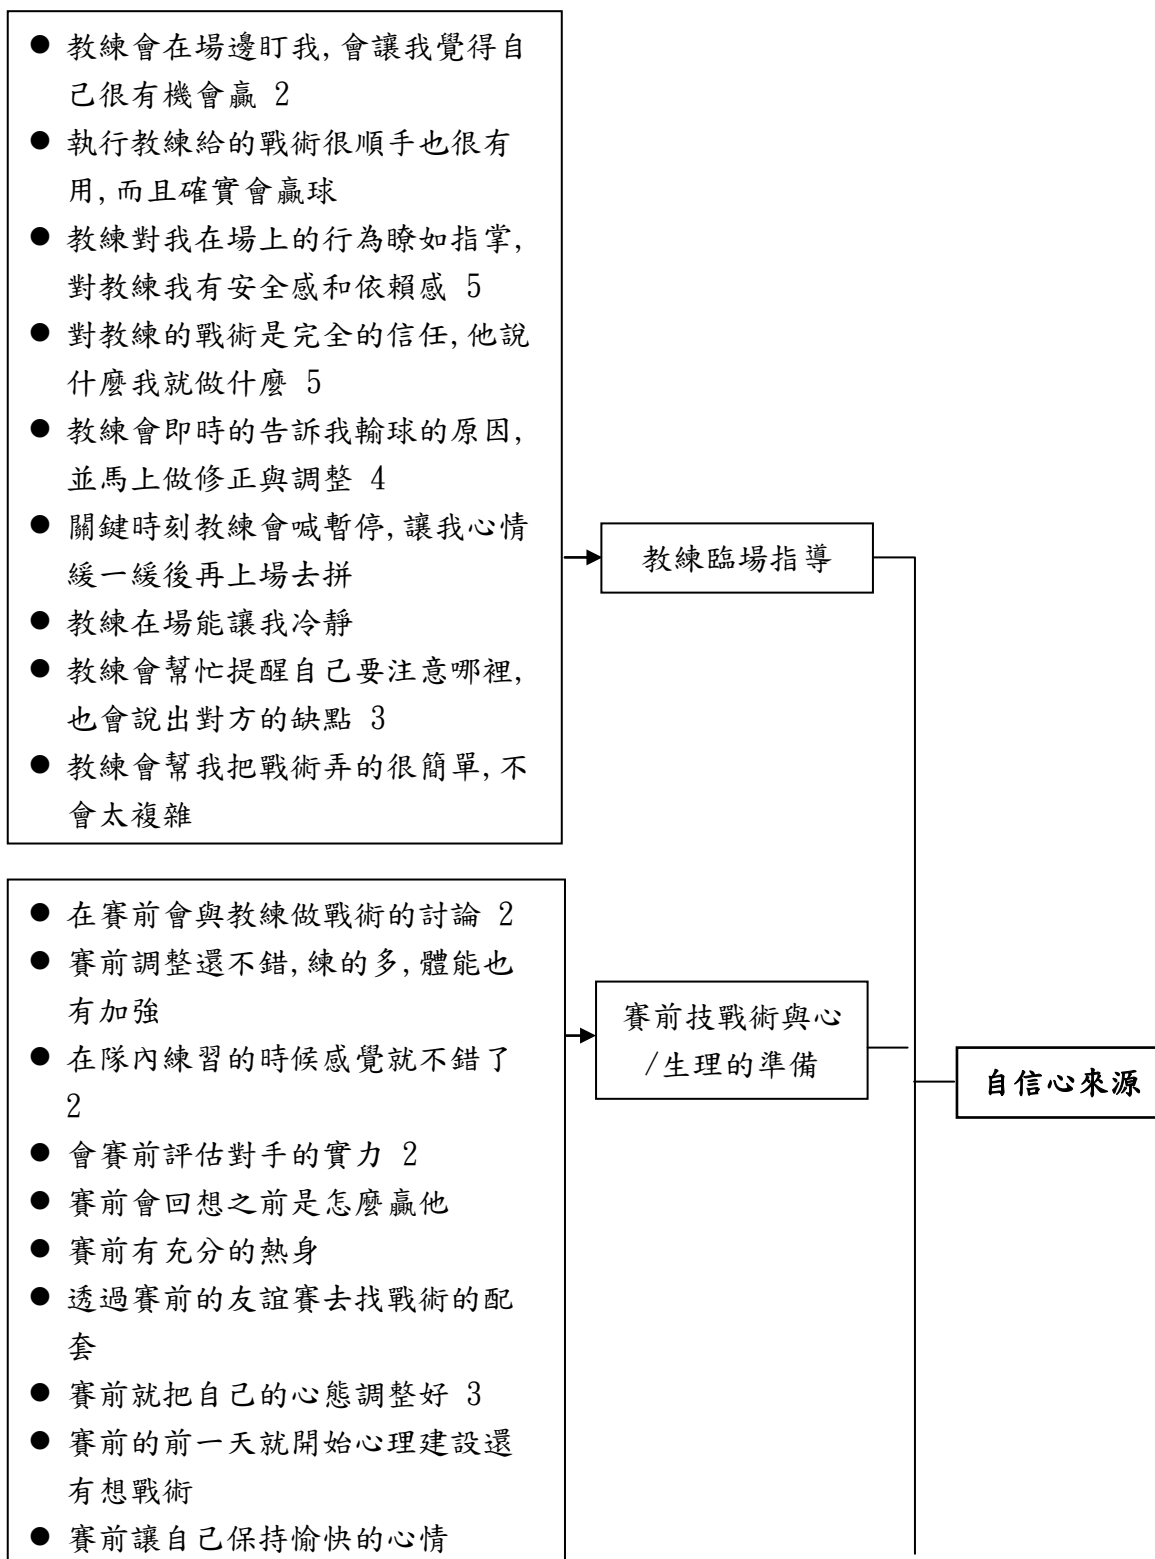 ● 教練會在場邊盯我,會讓我覺得自
己很有機會贏 2
● 執行教練給的戰術很順手也很有
用,而且確實會贏球
● 教練對我在場上的行為瞭如指掌,
對教練我有安全感和依賴感 5
● 對教練的戰術是完全的信任,他說
什麼我就做什麼 5
● 教練會即時的告訴我輸球的原因,
並馬上做修正與調整 4
● 關鍵時刻教練會喊暫停,讓我心情
緩一緩後再上場去拼
● 教練在場能讓我冷靜
● 教練會幫忙提醒自己要注意哪裡,
也會說出對方的缺點 3
● 教練會幫我把戰術弄的很簡單,不
會太複雜
教練臨場指導
● 在賽前會與教練做戰術的討論 2
● 賽前調整還不錯,練的多,體能也
有加強
● 在隊內練習的時候感覺就不錯了
2
● 會賽前評估對手的實力 2
● 賽前會回想之前是怎麼贏他
● 賽前有充分的熱身
● 透過賽前的友誼賽去找戰術的配
套
● 賽前就把自己的心態調整好 3
● 賽前的前一天就開始心理建設還
有想戰術
● 賽前讓自己保持愉快的心情
賽前技戰術與心
/生理的準備
自信心來源